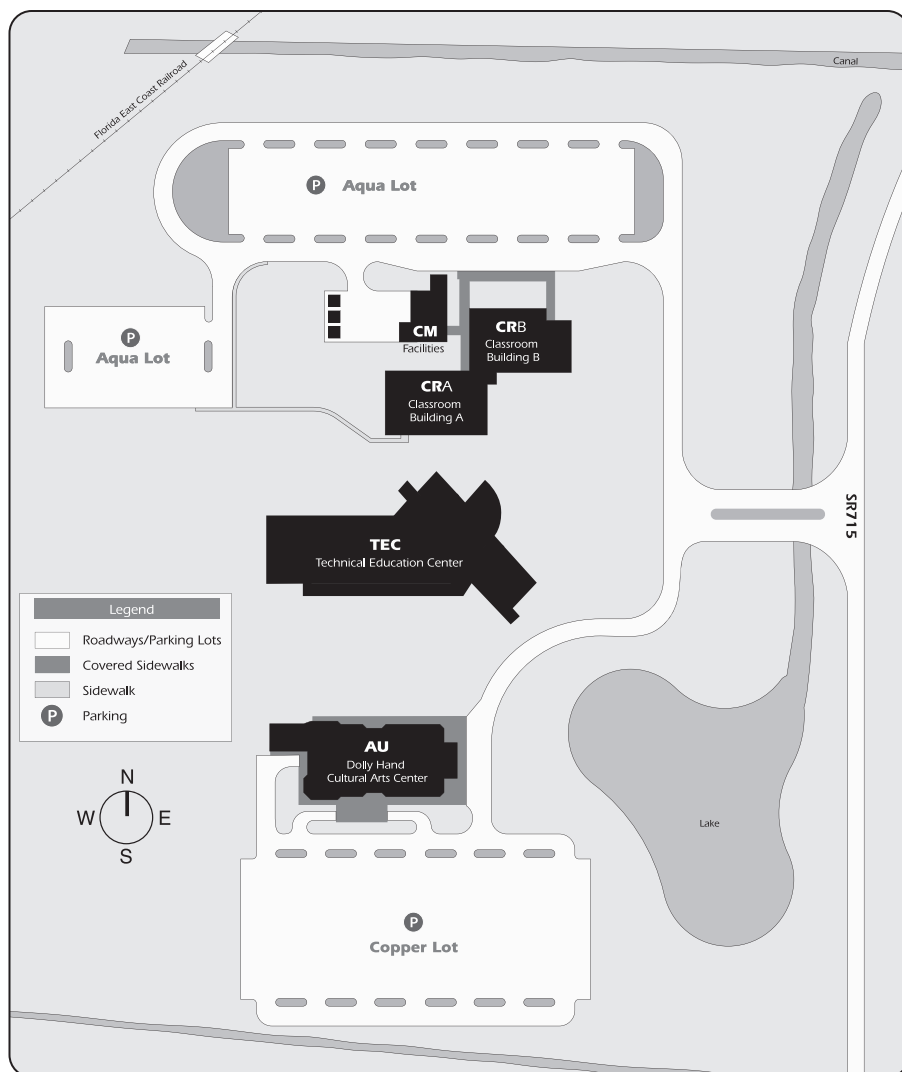 Canal
Florida East Coast Railroad
P Aqua Lot
P
Aqua Lot
CM
Facilities
CRB
Classroom
Building B
CRA
Classroom
Building A
SR715
TEC
Technical Education Center
Legend
Roadways/Parking Lots
Covered Sidewalks
Sidewalk
P Parking
AU
Dolly Hand
Cultural Arts Center
N
W E
S
Lake
P
Copper Lot